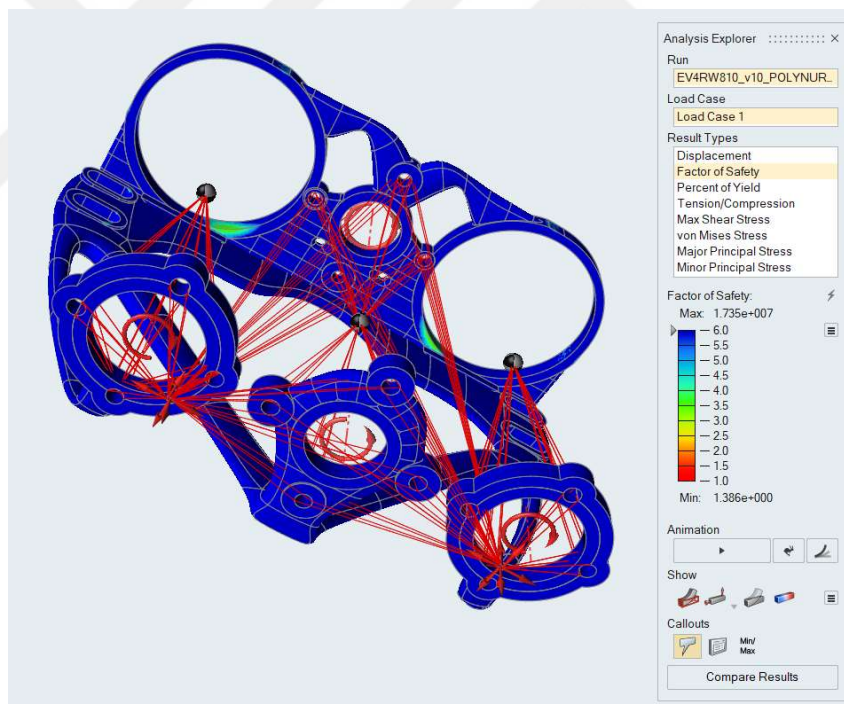 Analysis Explorer
Run
EV4RW810_v10_POLYNUR..
Load Case
Load Case 1
Result Types
Displacement
Factor of Safety
Percent of Yield
Tension/Compression
Max Shear Stress
von Mises Stress
Major Principal Stress
Minor Principal Stress
Factor of Safety:
Max: 1.735e+007
6.0
5.5
5.0
4.5
4.0
3.5
3.0
2.5
2.0
1.5
1.0
Min: 1.386e+000
Animation
Show
Callouts
Min/
Max
Compare Results